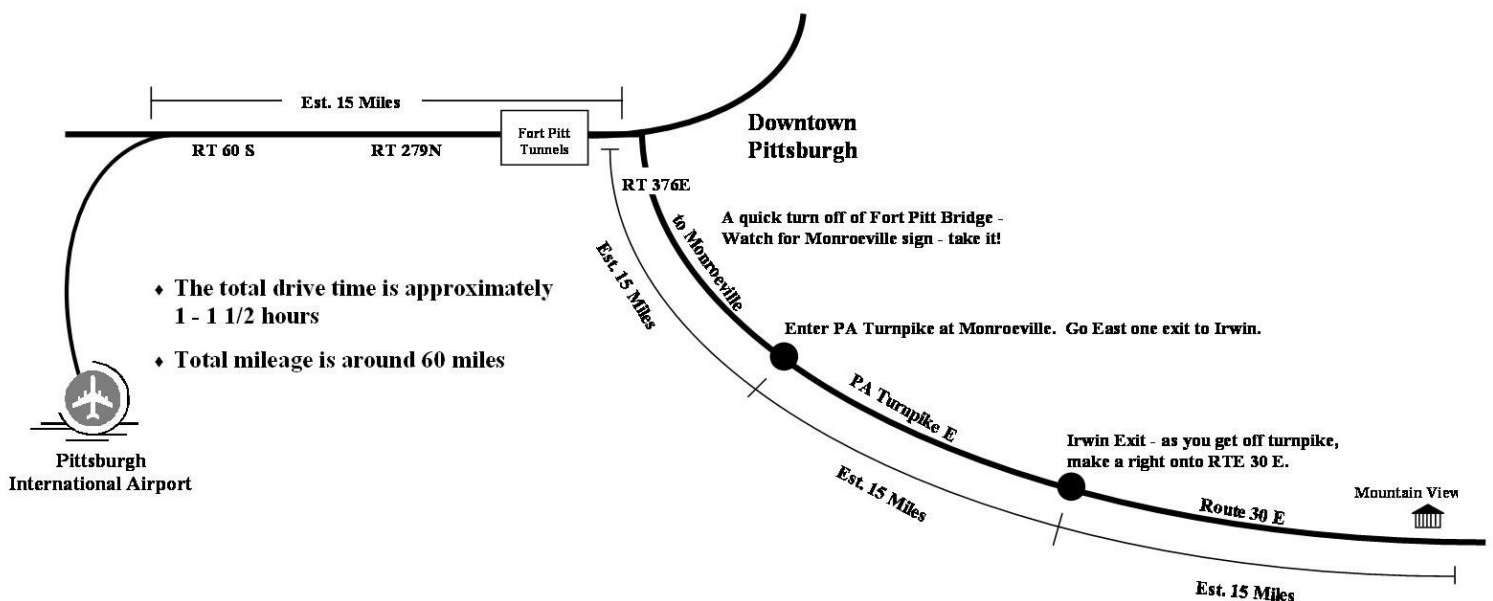 Est. 15 Miles
RT 60 S
RT 279N
Fort Pitt
Tunnels
Downtown
Pittsburgh
RT 376E
to Monroeville
A quick turn off of Fort Pitt Bridge -
Watch for Monroeville sign - take it!
Est. 15 Miles
♦ The total drive time is approximately
1 - 1 1/2 hours
♦ Total mileage is around 60 miles
Enter PA Turnpike at Monroeville.  Go East one exit to Irwin.
PA Turnpike E
Est. 15 Miles
Irwin Exit - as you get off turnpike,
make a right onto RTE 30 E.
Pittsburgh
International Airport
Route 30 E
Mountain View
Est. 15 Miles